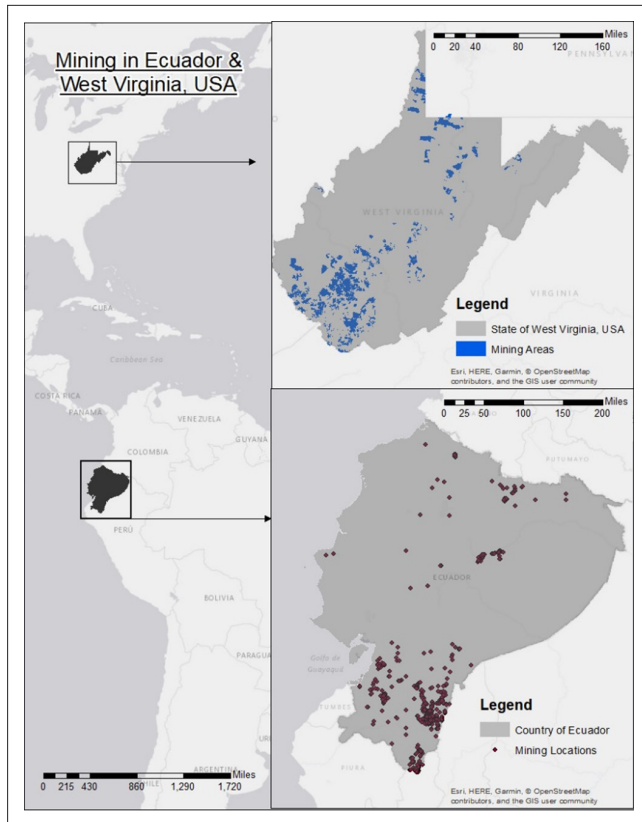 Mining in Ecuador &
West Virginia, USA
CUBA
Caribbean Sea
COSTA RICA
PANAMA
VENEZUELA
GUYANA
COLOMBIA
PERÚ
BOLIVIA
PARAGUA
ARGENTINA
Miles
0 215 430 860 1,290 1,720
Miles
0 20 40 80 120 160
PENNSYLVAN
WEST VIRGINIA
VIRGINIA
Legend
State of West Virginia, USA
Mining Areas
Esri, HERE, Garmin, © OpenStreetMap
contributors, and the GIS user community
Miles
0 25 50 100 150 200
PUTUMAYO
ECUADOR
Golfo de
Guayaquil
TUMBES
PIURA
Legend
Country of Ecuador
Mining Locations
Esri, HERE, Garmin, © OpenStreetMap
contributors, and the GIS user community